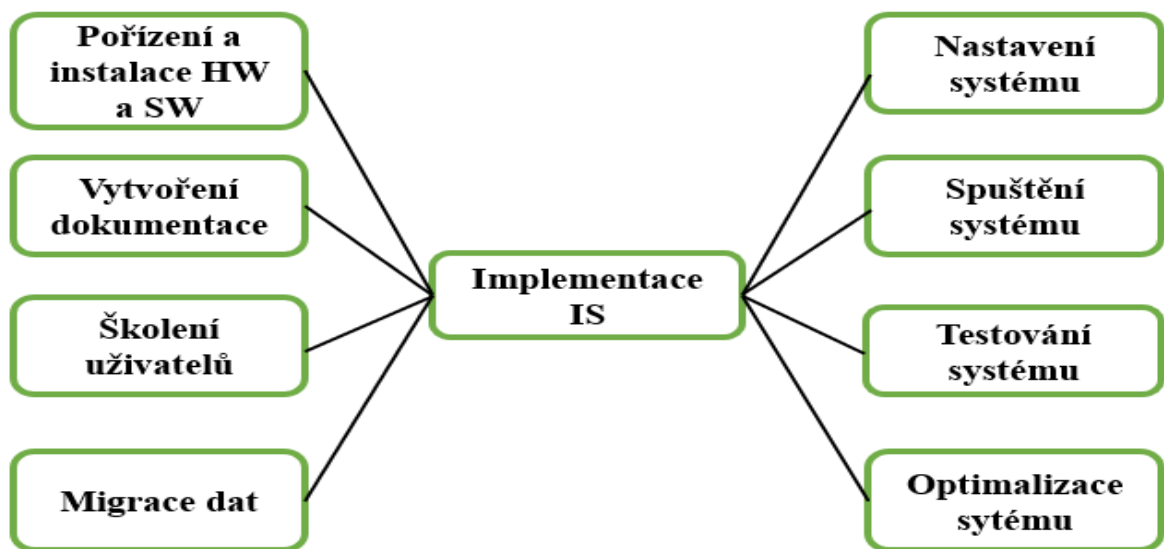 Pořízení a
instalace HW
a SW
Vytvoření
dokumentace
Školení
uživatelů
Migrace dat
Implementace
IS
Nastavení
systému
Spuštění
systému
Testování
systému
Optimalizace
sytému